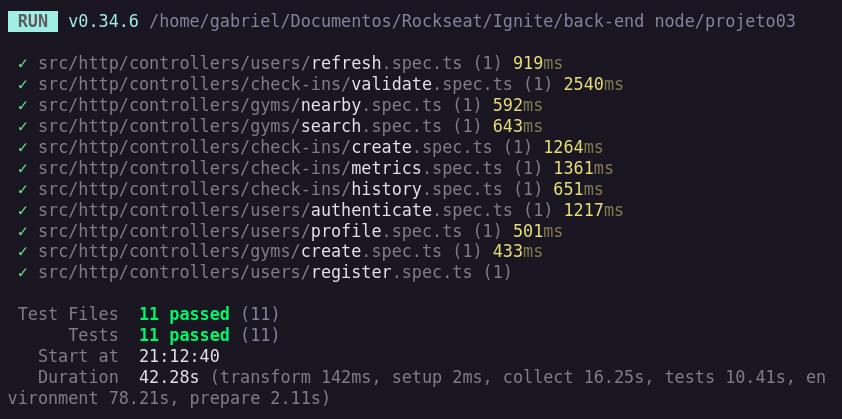 RUN v0.34.6 /home/gabriel/Documentos/Rockseat/Ignite/back-end node/projeto03
✓ src/http/controllers/users/refresh.spec.ts (1) 919ms
✓ src/http/controllers/check-ins/validate.spec.ts (1) 2540ms
✓ src/http/controllers/gyms/nearby.spec.ts (1) 592ms
✓ src/http/controllers/gyms/search.spec.ts (1) 643ms
✓ src/http/controllers/check-ins/create.spec.ts (1) 1264ms
✓ src/http/controllers/check-ins/metrics.spec.ts (1) 1361ms
✓ src/http/controllers/check-ins/history.spec.ts (1) 651ms
✓ src/http/controllers/users/authenticate.spec.ts (1) 1217ms
✓ src/http/controllers/users/profile.spec.ts (1) 501ms
✓ src/http/controllers/gyms/create.spec.ts (1) 433ms
✓ src/http/controllers/users/register.spec.ts (1)
Test Files 11 passed (11)
Tests 11 passed (11)
Start at 21:12:40
Duration 42.28s (transform 142ms, setup 2ms, collect 16.25s, tests 10.41s, en
vironment 78.21s, prepare 2.11s)